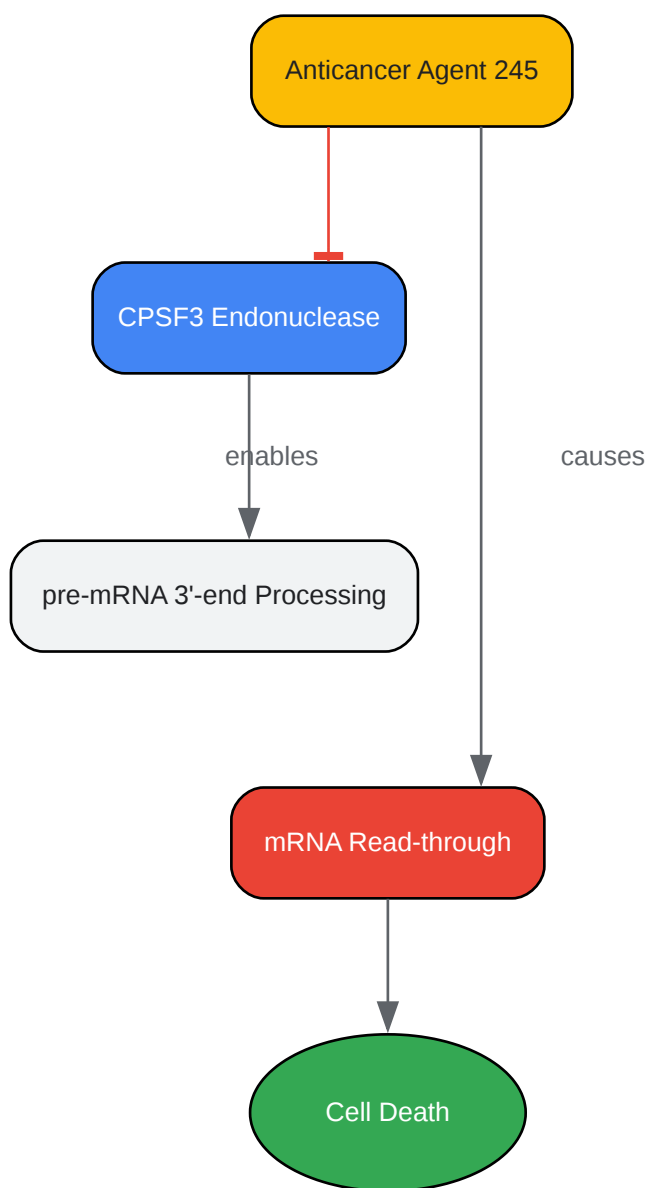 Anticancer Agent 245
CPSF3 Endonuclease
enables
causes
pre-mRNA 3'-end Processing
mRNA Read-through
Cell Death